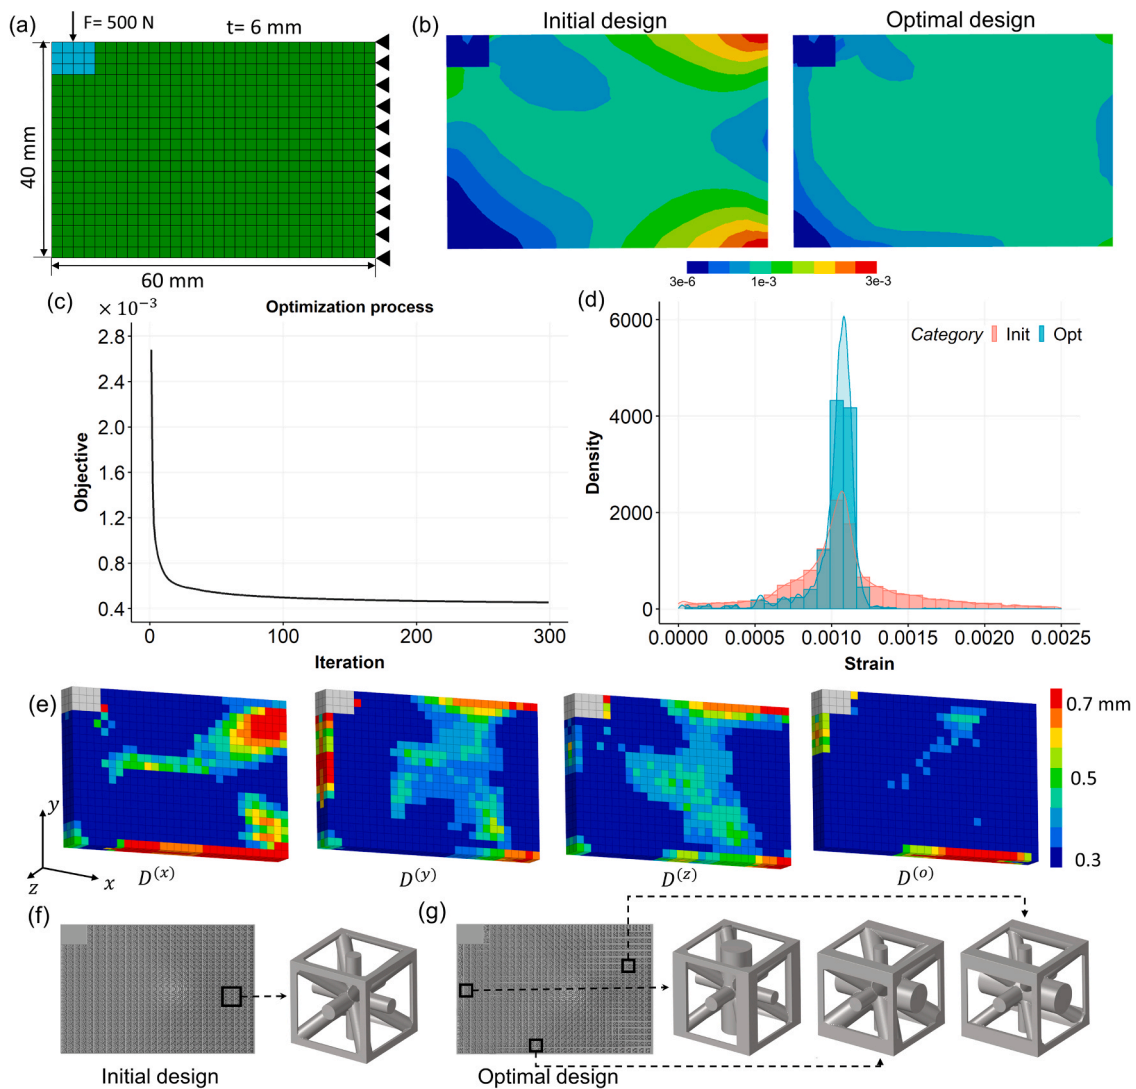 (a)
F= 500 N
t= 6 mm
40 mm
60 mm
(b)
Initial design
Optimal design
3e-6
1e-3
3e-3
(c)
× 10⁻³
Optimization process
2.8
2.4
2.0
1.6
1.2
0.8
0.4
0
100
200
300
Objective
Iteration
(d)
6000
4000
2000
0
Category
Init
Opt
Density
0.0000
0.0005
0.0010
0.0015
0.0020
0.0025
Strain
(e)
0.7 mm
0.5
0.3
y
z
x
D⁽ˣ⁾
D⁽ʸ⁾
D⁽ᶻ⁾
D⁽ᵒ⁾
(f)
Initial design
(g)
Optimal design